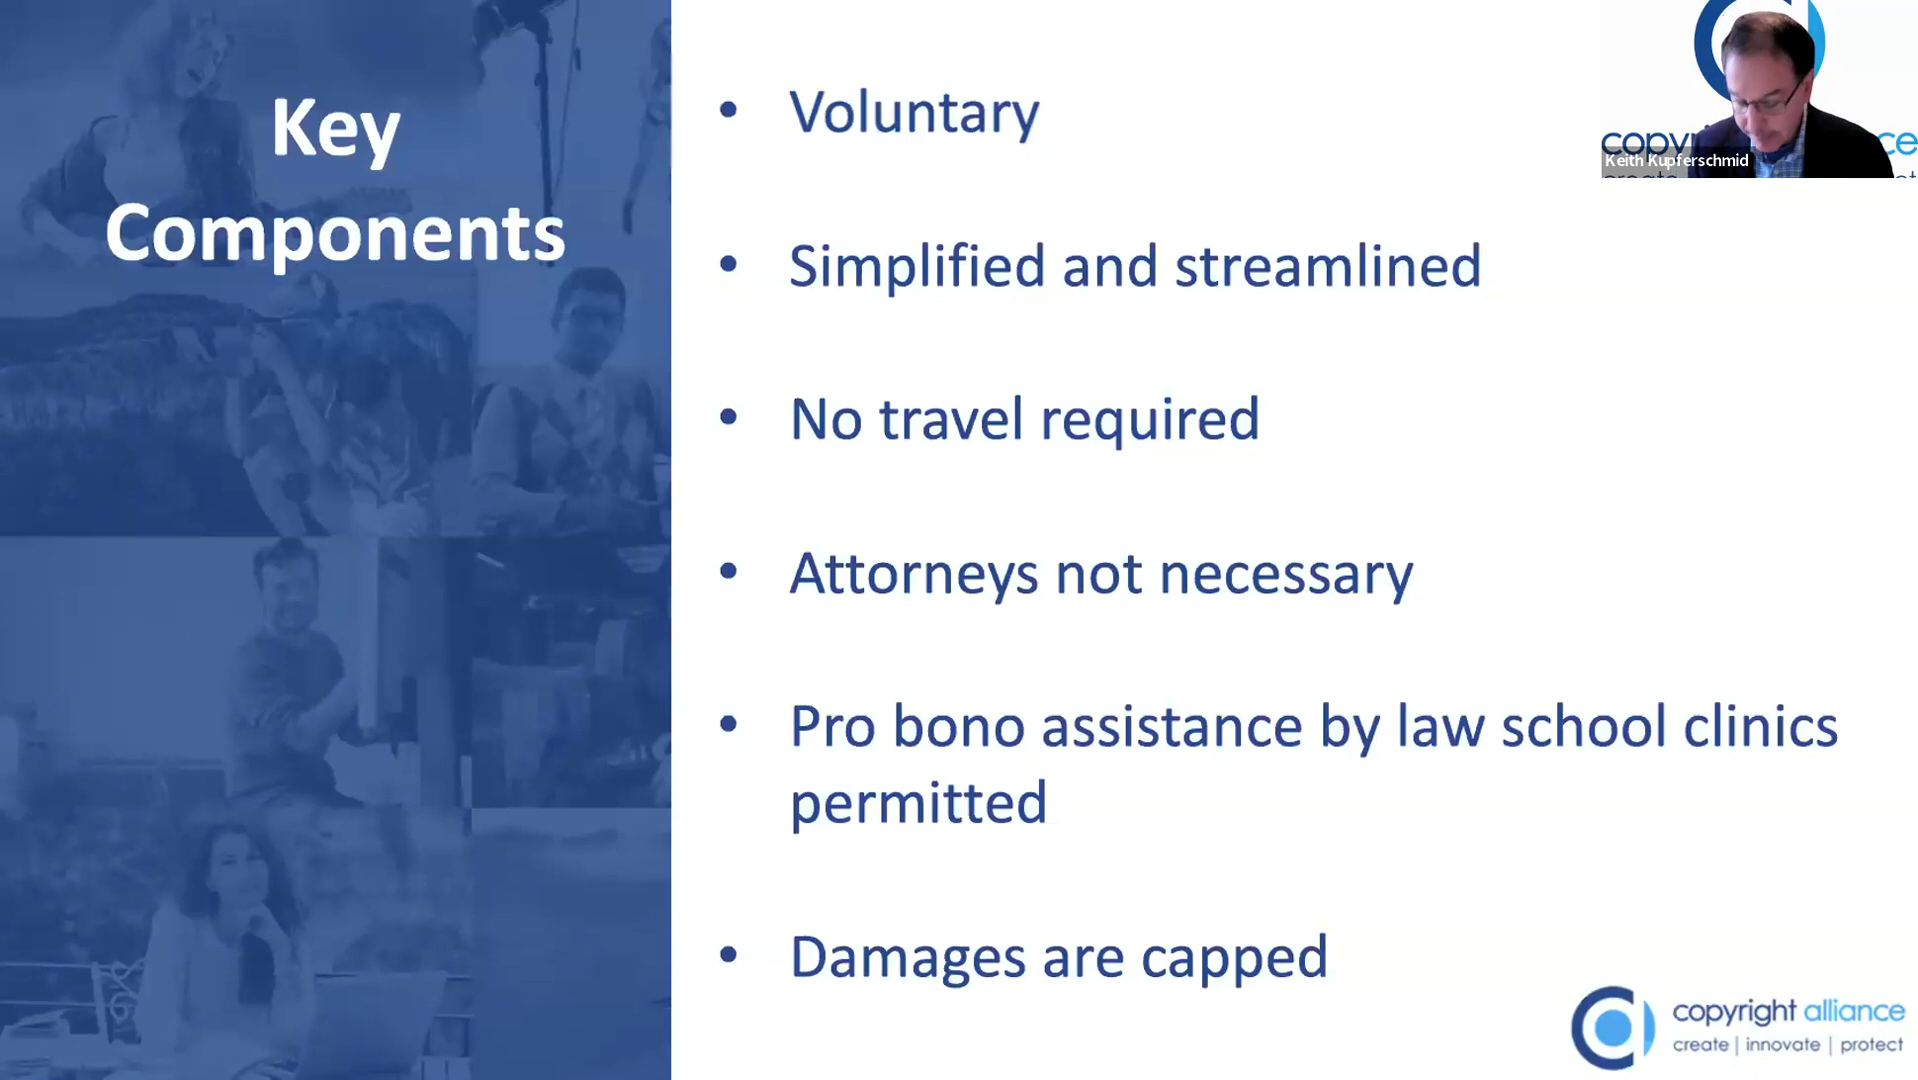 Key
Components
• Voluntary
• Simplified and streamlined
• No travel required
• Attorneys not necessary
• Pro bono assistance by law school clinics
permitted
• Damages are capped
Keith Kupferschmid
copyright alliance
create | innovate | protect